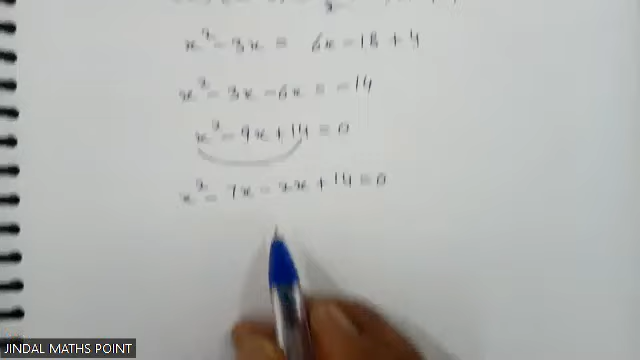 x² - 3x = 6x - 18 + 4
x² - 3x - 6x = -14
x² - 9x + 14 = 0
x² - 7x - 2x + 14 = 0
JINDAL MATHS POINT